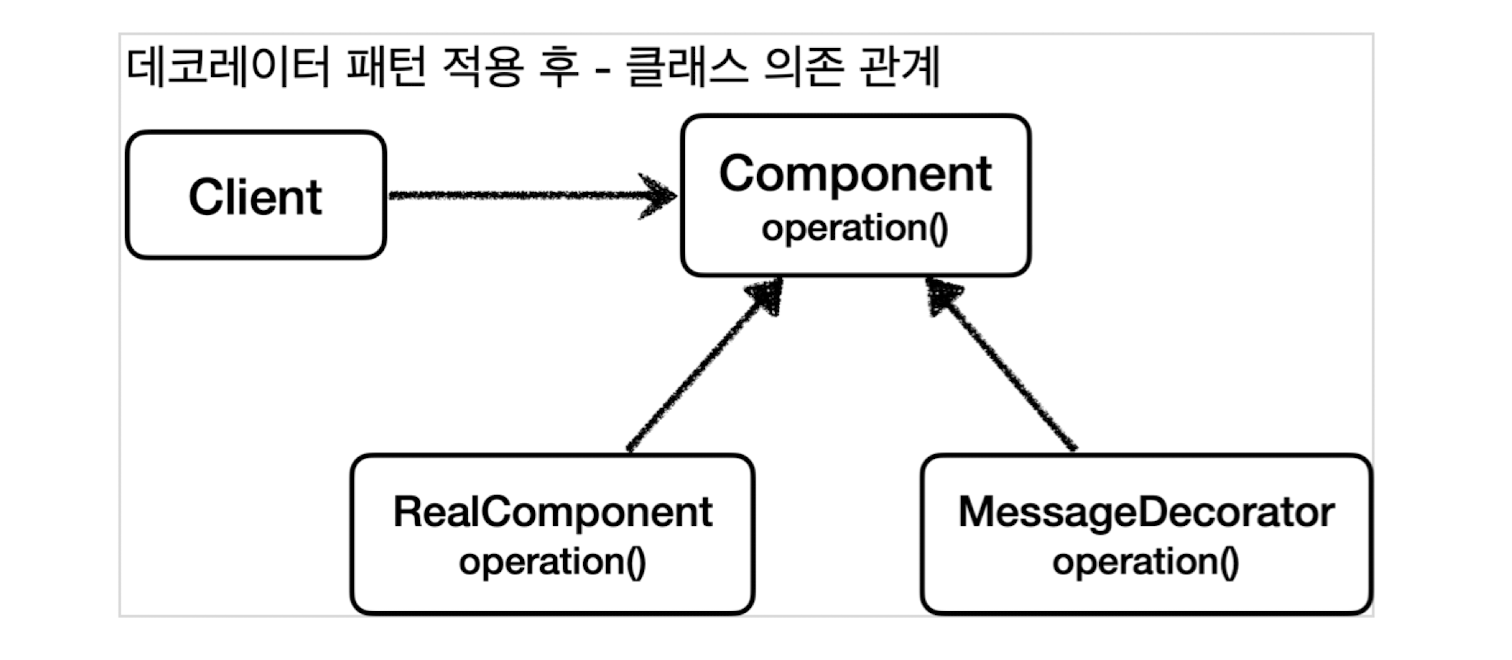 데코레이터 패턴 적용 후 - 클래스 의존 관계
Client
Component
operation()
RealComponent
operation()
MessageDecorator
operation()